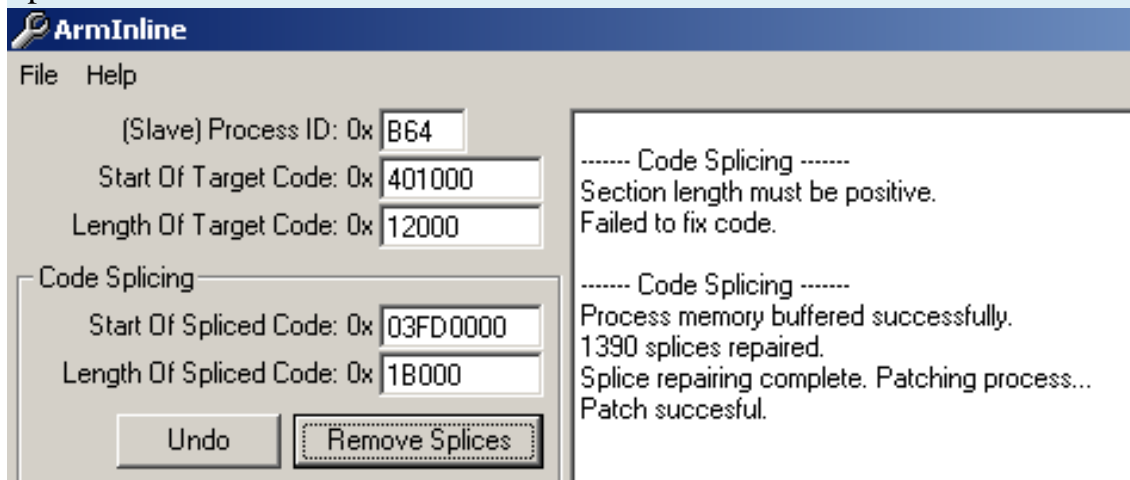 ArmInline
File Help
(Slave) Process ID: 0x B64
Start Of Target Code: 0x 401000
Length Of Target Code: 0x 12000
Code Splicing
Start Of Spliced Code: 0x 03FD0000
Length Of Spliced Code: 0x 1B000
Undo Remove Splices
------- Code Splicing -------
Section length must be positive.
Failed to fix code.
------- Code Splicing -------
Process memory buffered successfully.
1390 splices repaired.
Splice repairing complete. Patching process...
Patch succesful.